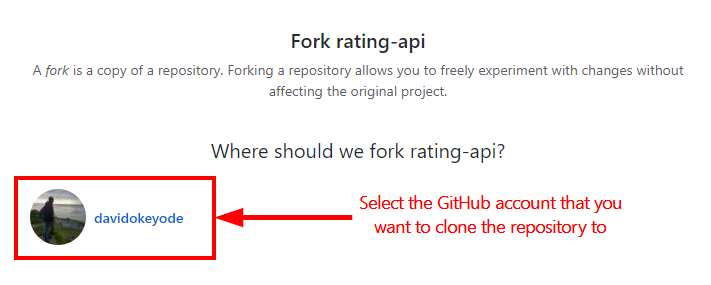 Fork rating-api
A fork is a copy of a repository. Forking a repository allows you to freely experiment with changes without
affecting the original project.
Where should we fork rating-api?
davidokeyode
Select the GitHub account that you
want to clone the repository to